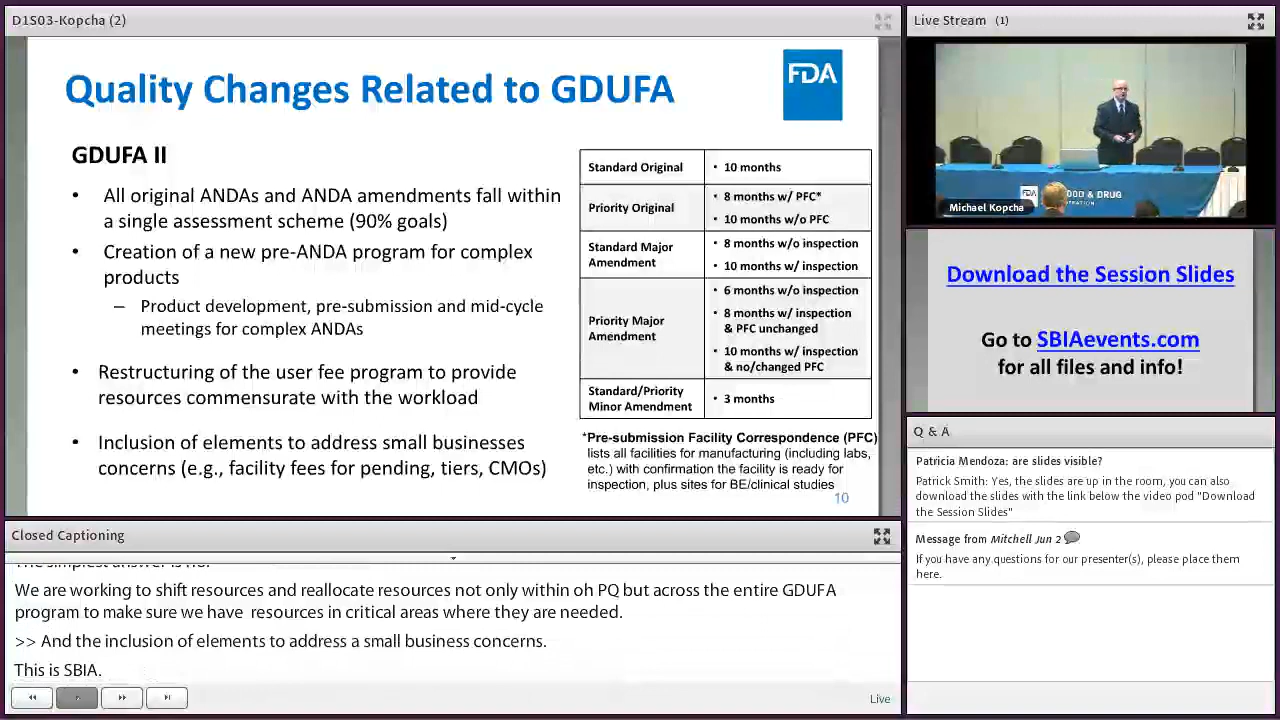 D1S03-Kopcha (2)
Quality Changes Related to GDUFA
FDA
GDUFA II
• All original ANDAs and ANDA amendments fall within
a single assessment scheme (90% goals)
• Creation of a new pre-ANDA program for complex
products
– Product development, pre-submission and mid-cycle
meetings for complex ANDAs
• Restructuring of the user fee program to provide
resources commensurate with the workload
• Inclusion of elements to address small businesses
concerns (e.g., facility fees for pending, tiers, CMOs)
Standard Original
• 10 months
Priority Original
• 8 months w/ PFC*
• 10 months w/o PFC
Standard Major
Amendment
• 8 months w/o inspection
• 10 months w/ inspection
Priority Major
Amendment
• 6 months w/o inspection
• 8 months w/ inspection
& PFC unchanged
• 10 months w/ inspection
& no/changed PFC
Standard/Priority
Minor Amendment
• 3 months
*Pre-submission Facility Correspondence (PFC)
lists all facilities for manufacturing (including labs,
etc.) with confirmation the facility is ready for
inspection, plus sites for BE/clinical studies
10
Closed Captioning
The simplest answer is no.
We are working to shift resources and reallocate resources not only within oh PQ but across the entire GDUFA
program to make sure we have resources in critical areas where they are needed.
>> And the inclusion of elements to address a small business concerns.
This is SBIA.
Live
Live Stream (1)
FDA
OOD & DRUG
Michael Kopcha
Download the Session Slides
Go to SBIAevents.com
for all files and info!
Q & A
Patricia Mendoza: are slides visible?
Patrick Smith: Yes, the slides are up in the room, you can also
download the slides with the link below the video pod "Download
the Session Slides"
Message from Mitchell Jun 2
If you have any questions for our presenter(s), please place them
here.